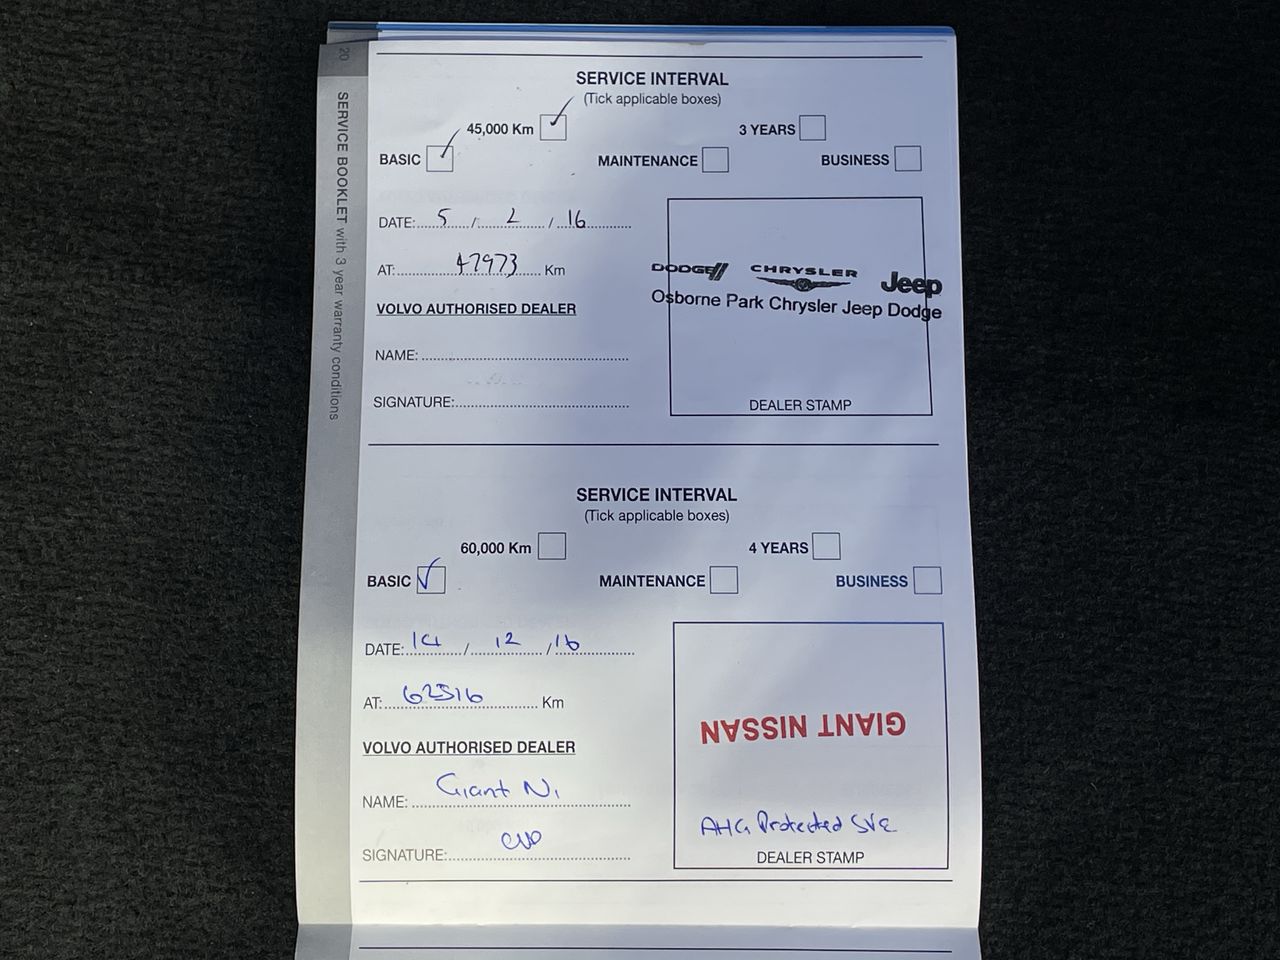 20
SERVICE BOOKLET with 3 year warranty conditions
SERVICE INTERVAL
(Tick applicable boxes)
45,000 Km 3 YEARS
BASIC MAINTENANCE BUSINESS
DATE: 5 / 2 / 16
AT: 47973 Km
VOLVO AUTHORISED DEALER
NAME:
SIGNATURE:
DODGE CHRYSLER Jeep
Osborne Park Chrysler Jeep Dodge
DEALER STAMP
SERVICE INTERVAL
(Tick applicable boxes)
60,000 Km 4 YEARS
BASIC MAINTENANCE BUSINESS
DATE: 14 / 12 / 16
AT: 62516 Km
VOLVO AUTHORISED DEALER
NAME: Giant Ni
SIGNATURE:
GIANT NISSAN
AHG Protected SVE
DEALER STAMP